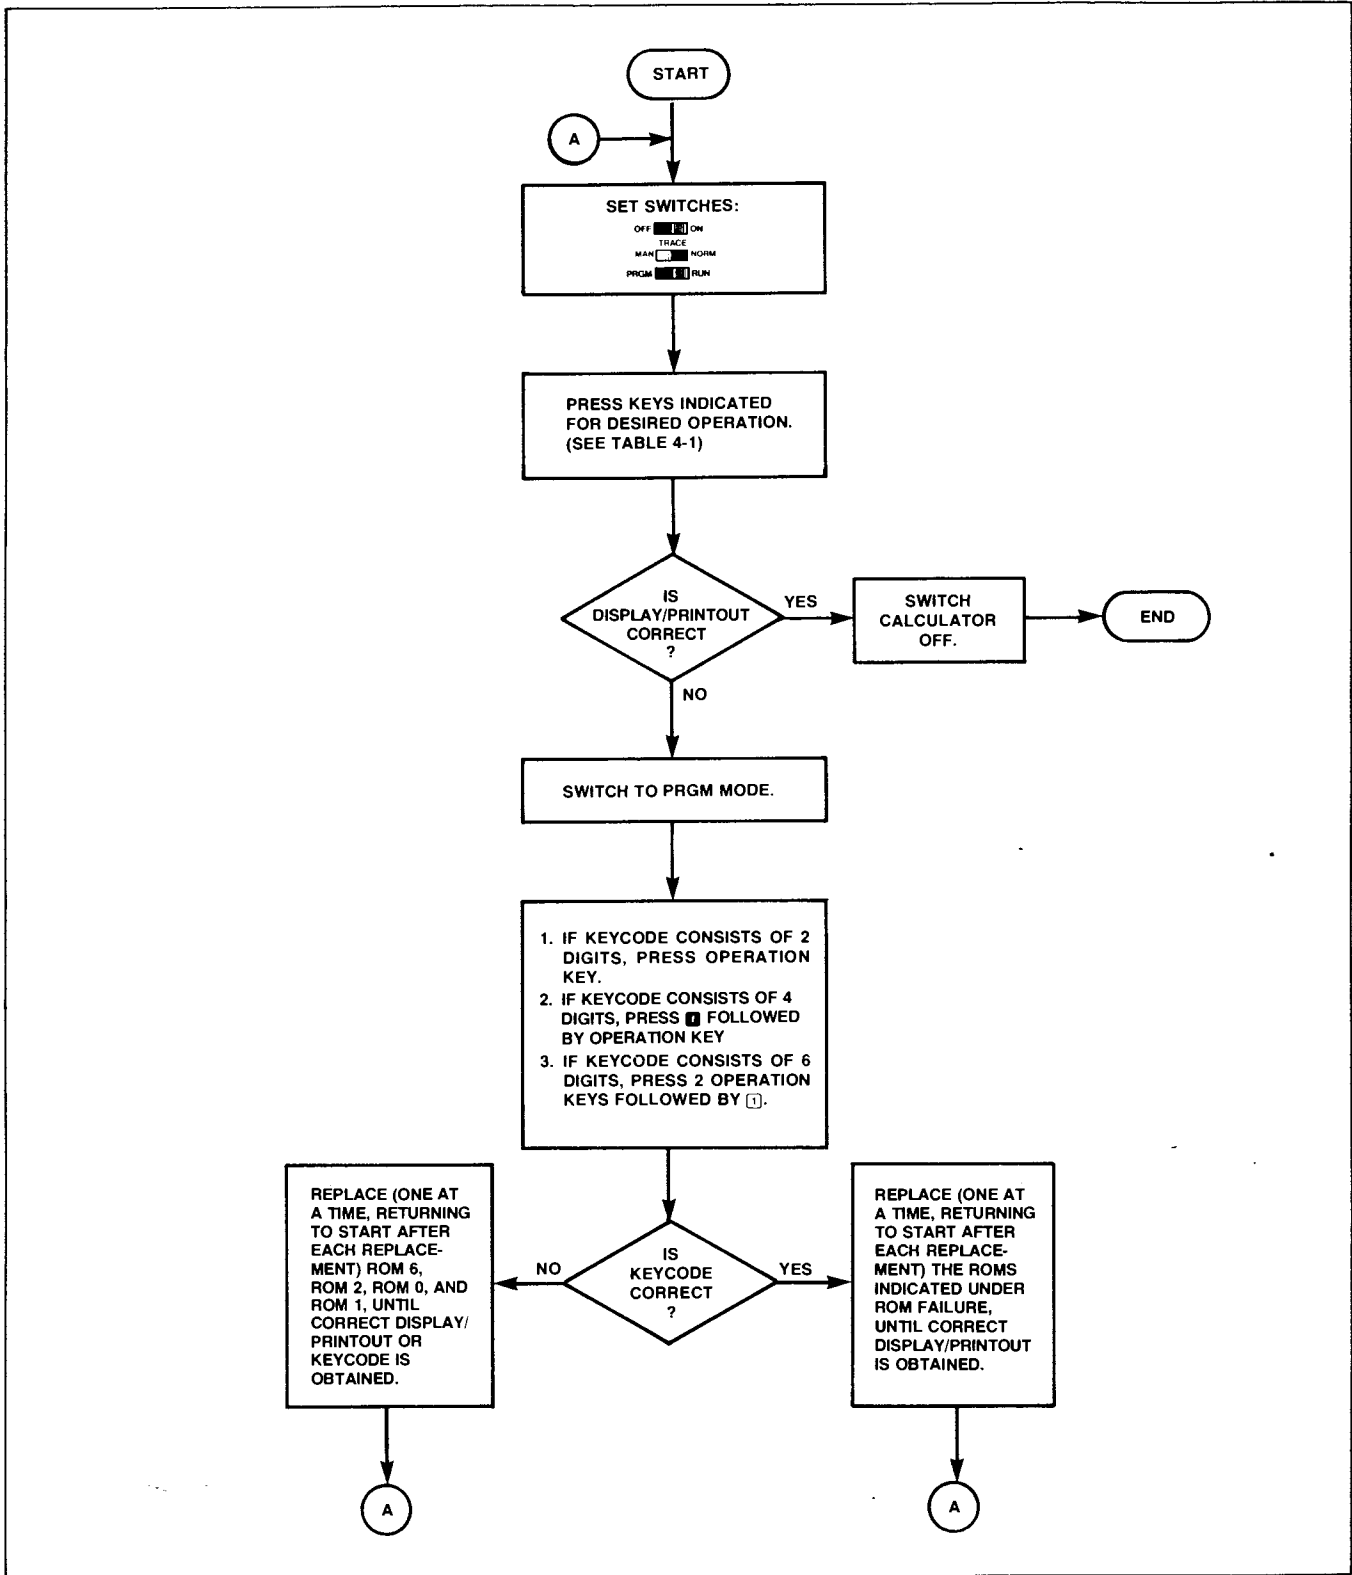 START
A
SET SWITCHES:
OFF ON
TRACE
MAN NORM
PRGM RUN
PRESS KEYS INDICATED
FOR DESIRED OPERATION.
(SEE TABLE 4-1)
IS
DISPLAY/PRINTOUT
CORRECT
?
YES
SWITCH
CALCULATOR
OFF.
END
NO
SWITCH TO PRGM MODE.
1. IF KEYCODE CONSISTS OF 2
DIGITS, PRESS OPERATION
KEY.
2. IF KEYCODE CONSISTS OF 4
DIGITS, PRESS f FOLLOWED
BY OPERATION KEY
3. IF KEYCODE CONSISTS OF 6
DIGITS, PRESS 2 OPERATION
KEYS FOLLOWED BY 1.
REPLACE (ONE AT
A TIME, RETURNING
TO START AFTER
EACH REPLACE-
MENT) ROM 6,
ROM 2, ROM 0, AND
ROM 1, UNTIL
CORRECT DISPLAY/
PRINTOUT OR
KEYCODE IS
OBTAINED.
NO
IS
KEYCODE
CORRECT
?
YES
REPLACE (ONE AT
A TIME, RETURNING
TO START AFTER
EACH REPLACE-
MENT) THE ROMS
INDICATED UNDER
ROM FAILURE,
UNTIL CORRECT
DISPLAY/PRINTOUT
IS OBTAINED.
A
A